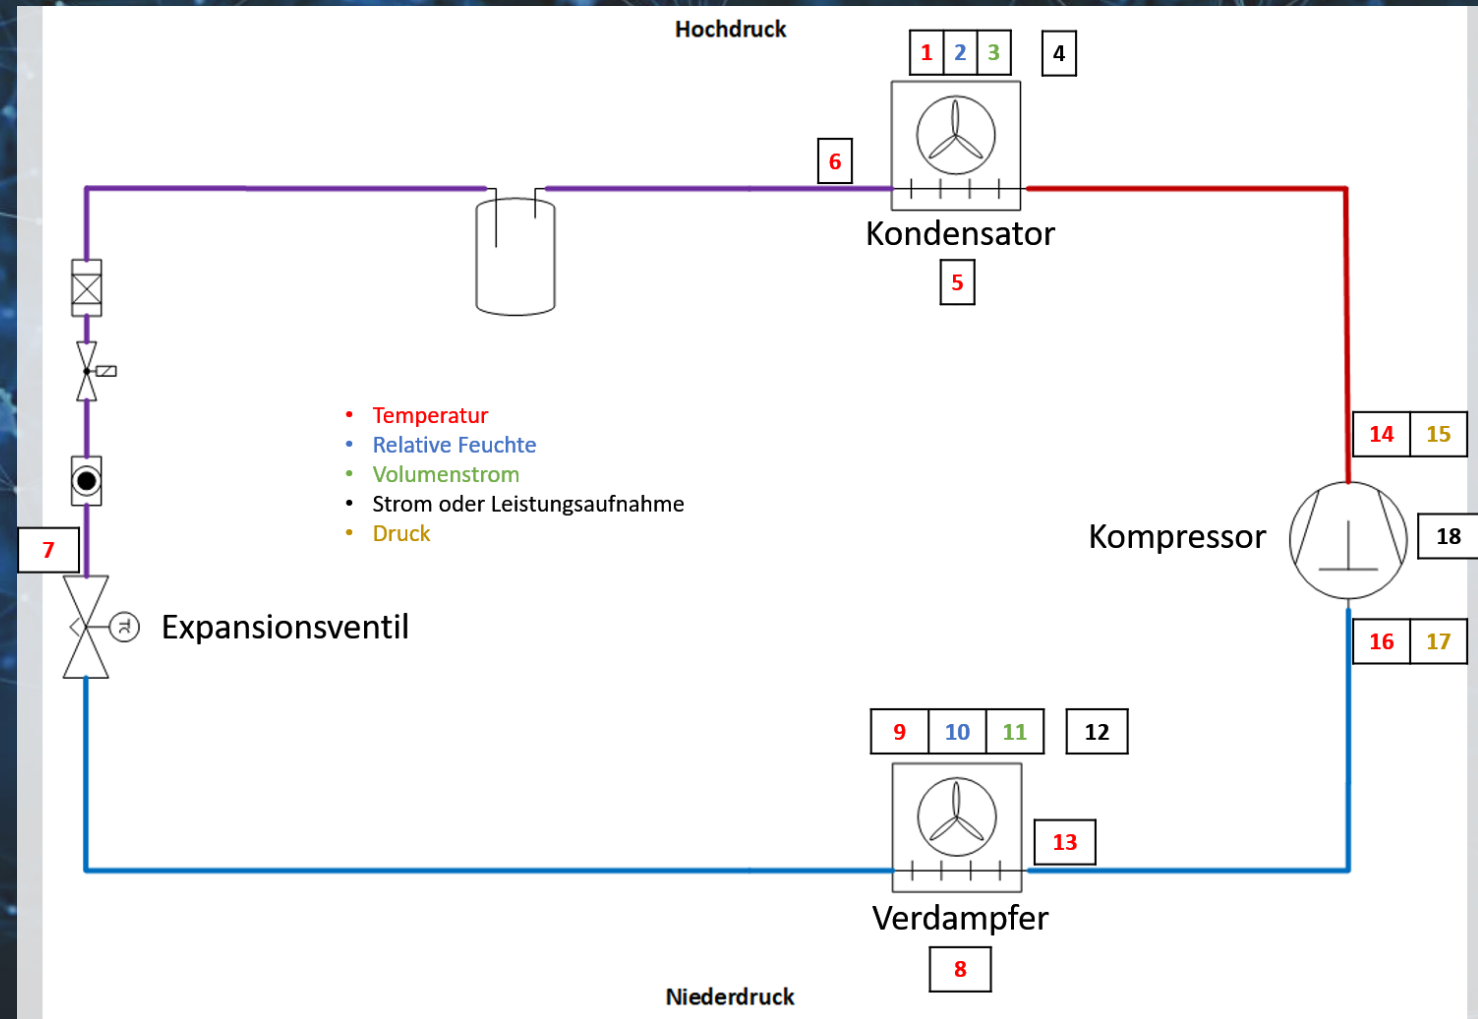 Hochdruck
1 2 3 4
6
Kondensator
5
Temperatur
Relative Feuchte
Volumenstrom
Strom oder Leistungsaufnahme
Druck
14 15
Kompressor 18
7
TC Expansionsventil
16 17
9 10 11 12
13
Verdampfer
8
Niederdruck